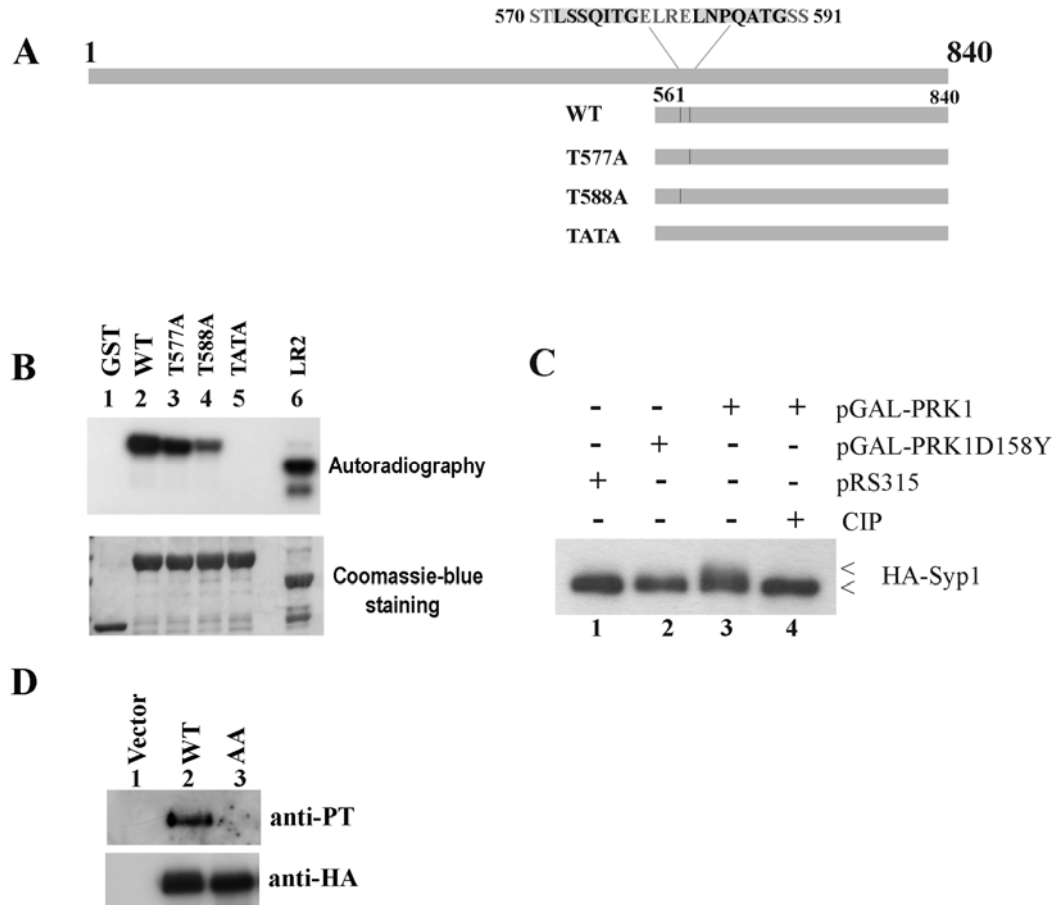 570 STLSSQITGELRELNPQATGSS 591
A
1
840
561
840
WT
T577A
T588A
TATA
B
GST
WT
T577A
T588A
TATA
LR2
1 2 3 4 5 6
Autoradiography
Coomassie-blue
staining
C
- - + + pGAL-PRK1
- + - - pGAL-PRK1D158Y
+ - - - pRS315
- - - + CIP
<
<
HA-Syp1
1 2 3 4
D
Vector
WT
AA
1 2 3
anti-PT
anti-HA